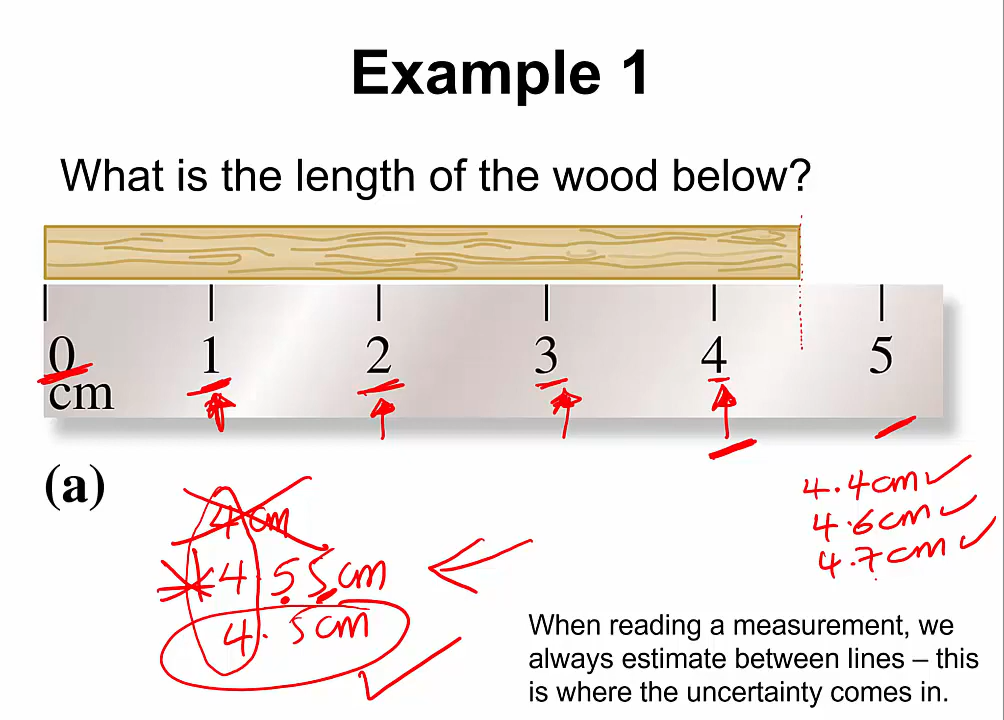 Example 1
What is the length of the wood below?
0 1 2 3 4 5
cm
(a)
4.4cm
4.6cm
4.7cm
4cm
4.55cm
4.5cm
When reading a measurement, we
always estimate between lines – this
is where the uncertainty comes in.